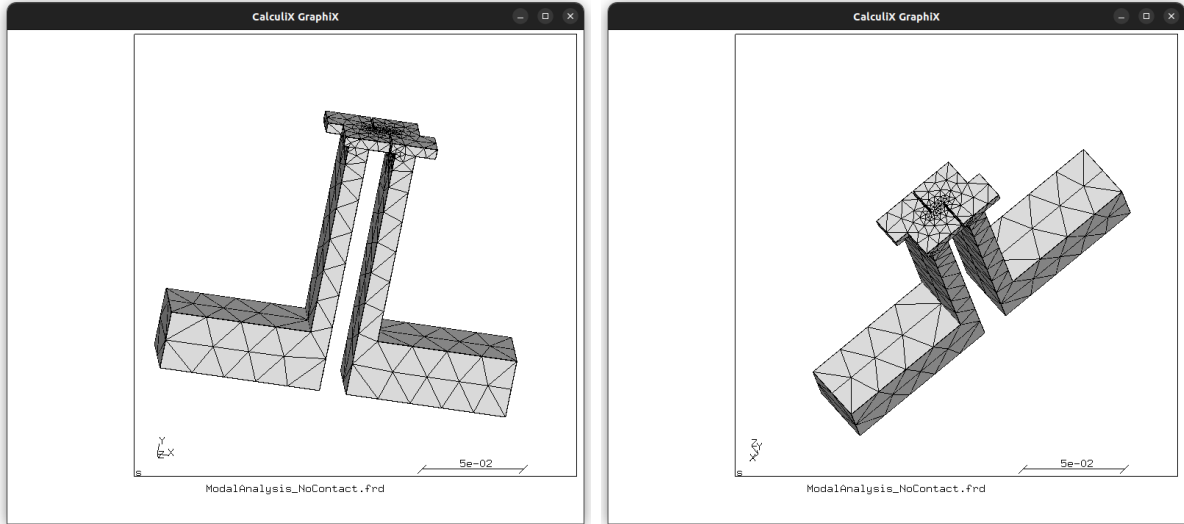 CalculiX GraphiX
Y
Z X
5e-02
s
ModalAnalysis_NoContact.frd
CalculiX GraphiX
Z
Y
X
5e-02
s
ModalAnalysis_NoContact.frd